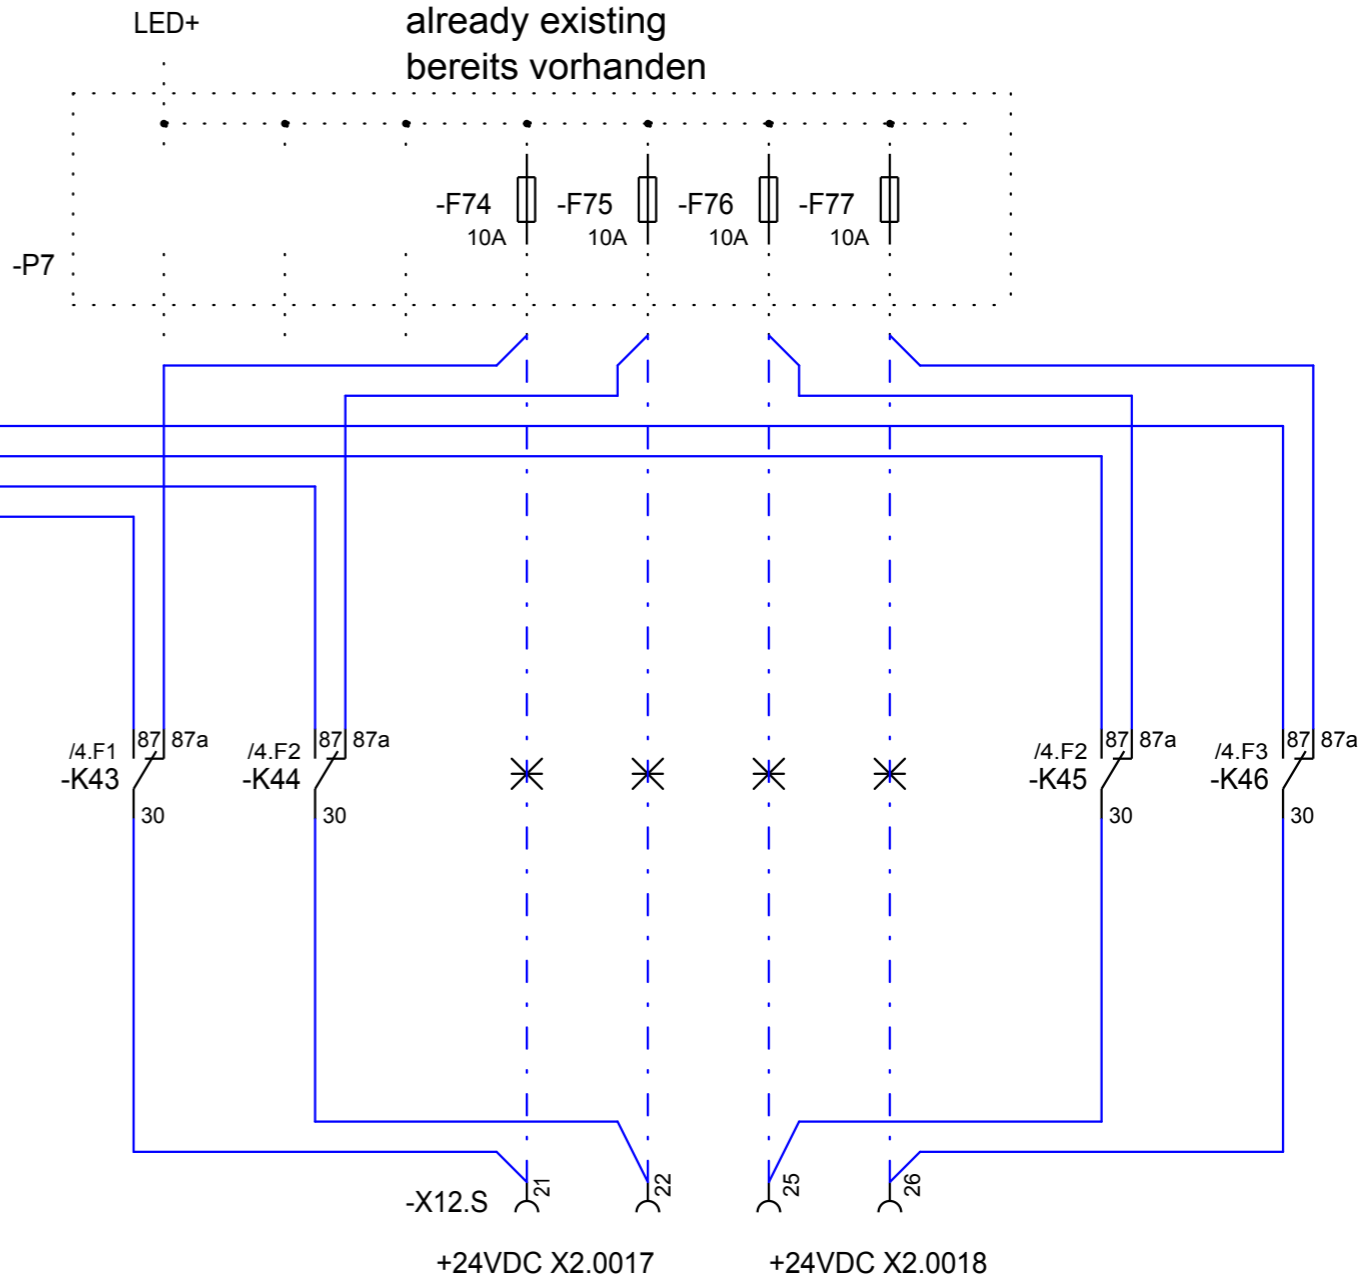 LED+
already existing
bereits vorhanden
-F74 -F75 -F76 -F77
10A 10A 10A 10A
-P7
87 87a 87 87a 87 87a 87 87a
/4.F1 /4.F2 /4.F2 /4.F3
-K43 -K44 -K45 -K46
30 30 30 30
21 22 25 26
-X12.S
+24VDC X2.0017 +24VDC X2.0018